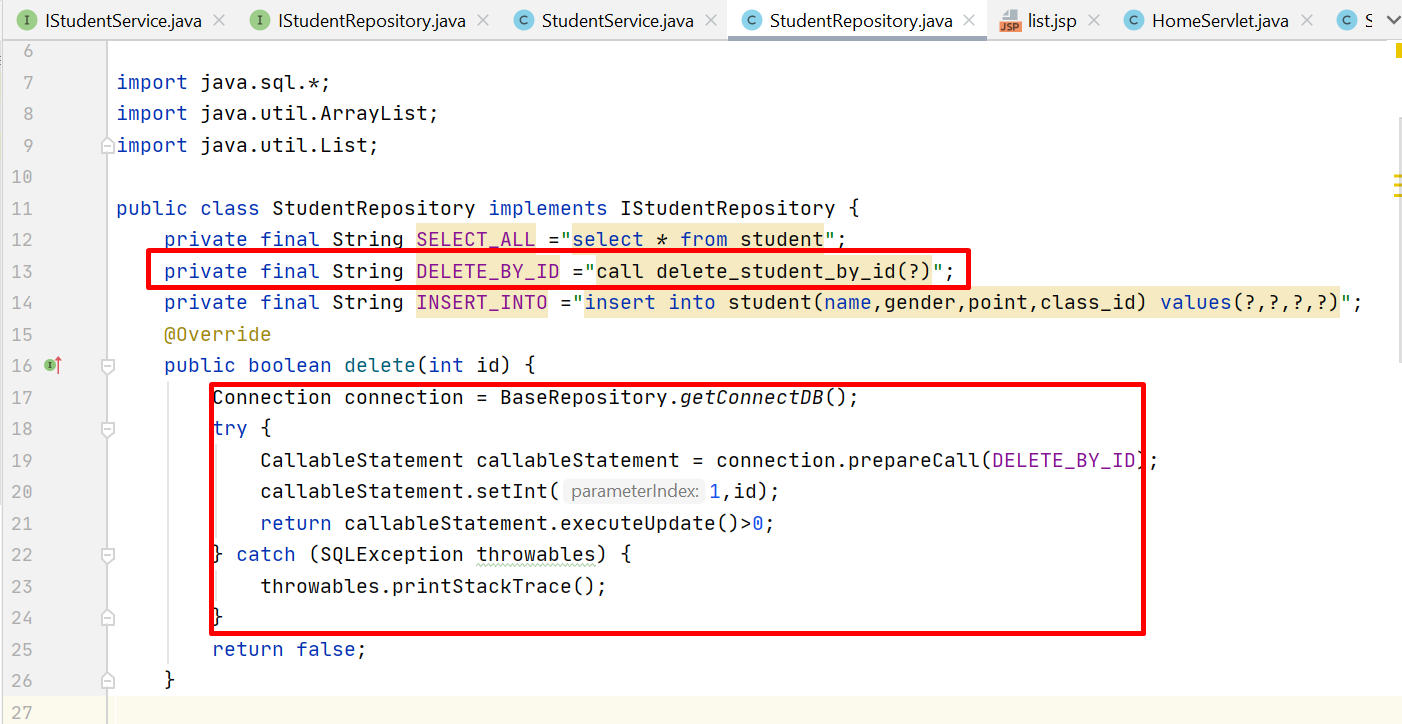 IStudentService.java IStudentRepository.java StudentService.java StudentRepository.java list.jsp HomeServlet.java S
6
7 import java.sql.*;
8 import java.util.ArrayList;
9 import java.util.List;
10
11 public class StudentRepository implements IStudentRepository {
12 private final String SELECT_ALL ="select * from student";
13 private final String DELETE_BY_ID ="call delete_student_by_id(?)";
14 private final String INSERT_INTO ="insert into student(name,gender,point,class_id) values(?,?,?,?)";
15 @Override
16 public boolean delete(int id) {
17 Connection connection = BaseRepository.getConnectDB();
18 try {
19 CallableStatement callableStatement = connection.prepareCall(DELETE_BY_ID);
20 callableStatement.setInt( parameterIndex: 1,id);
21 return callableStatement.executeUpdate()>0;
22 } catch (SQLException throwables) {
23 throwables.printStackTrace();
24 }
25 return false;
26 }
27